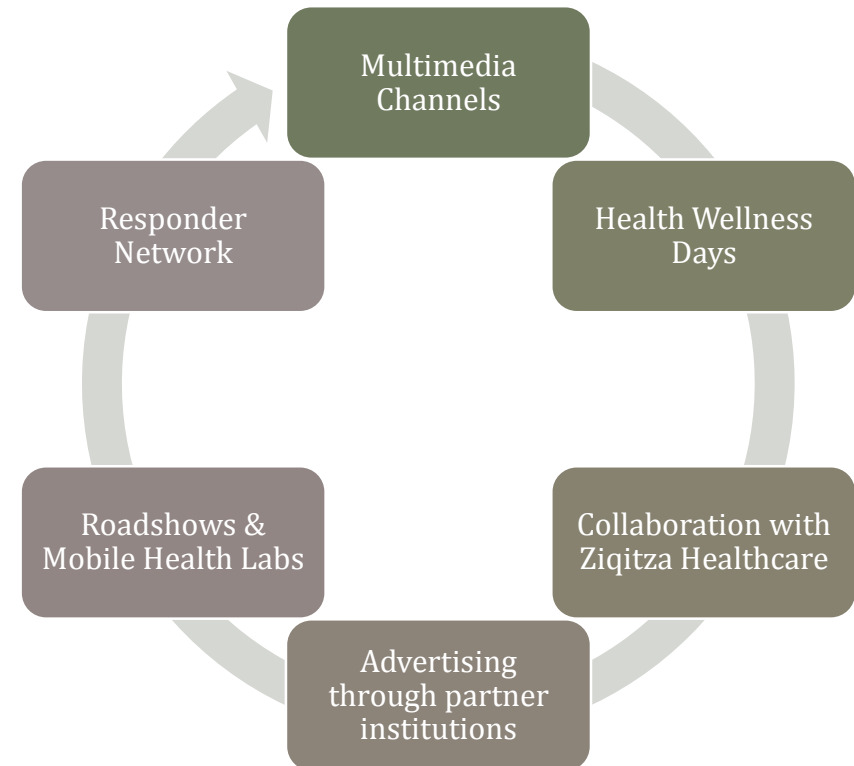 Multimedia
Channels
Health Wellness
Days
Collaboration with
Ziqitza Healthcare
Advertising
through partner
institutions
Roadshows &
Mobile Health Labs
Responder
Network